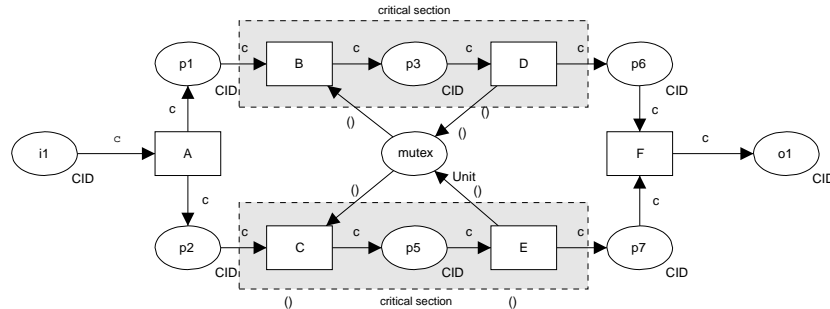 critical section
c c c c
p1 B p3 D p6
CID CID CID
c c
() () ()
i1 c A mutex F c o1
CID Unit CID
c () () c
c c c c
p2 C p5 E p7
CID CID CID
() critical section ()